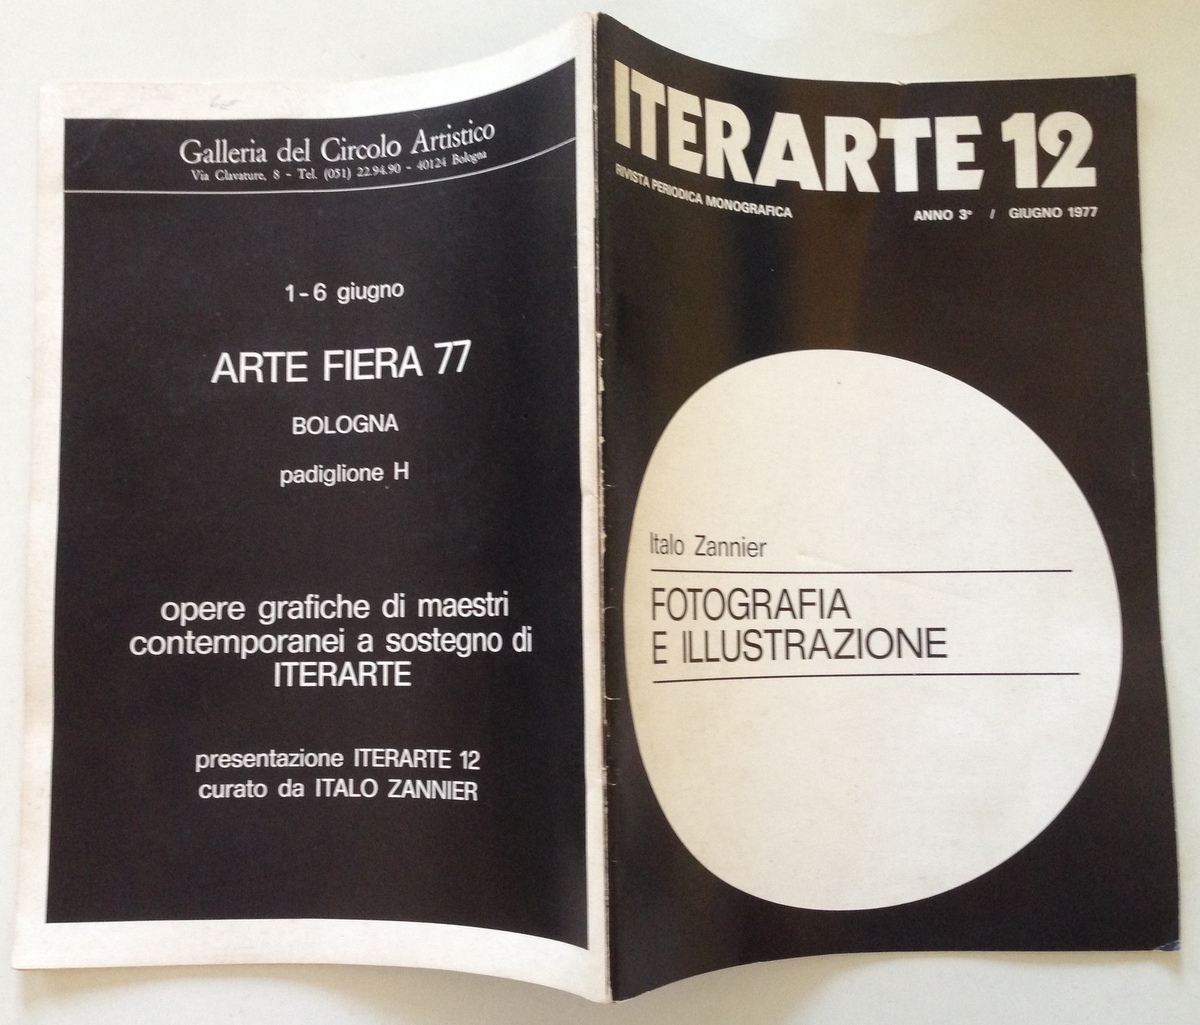 Galleria del Circolo Artistico
Via Clavature, 8 - Tel. (051) 22.94.90 - 40124 Bologna
1-6 giugno
ARTE FIERA 77
BOLOGNA
padiglione H
opere grafiche di maestri
contemporanei a sostegno di
ITERARTE
presentazione ITERARTE 12
curato da ITALO ZANNIER
ITERARTE 12
RIVISTA PERIODICA MONOGRAFICA
ANNO 3° / GIUGNO 1977
Italo Zannier
FOTOGRAFIA
E ILLUSTRAZIONE